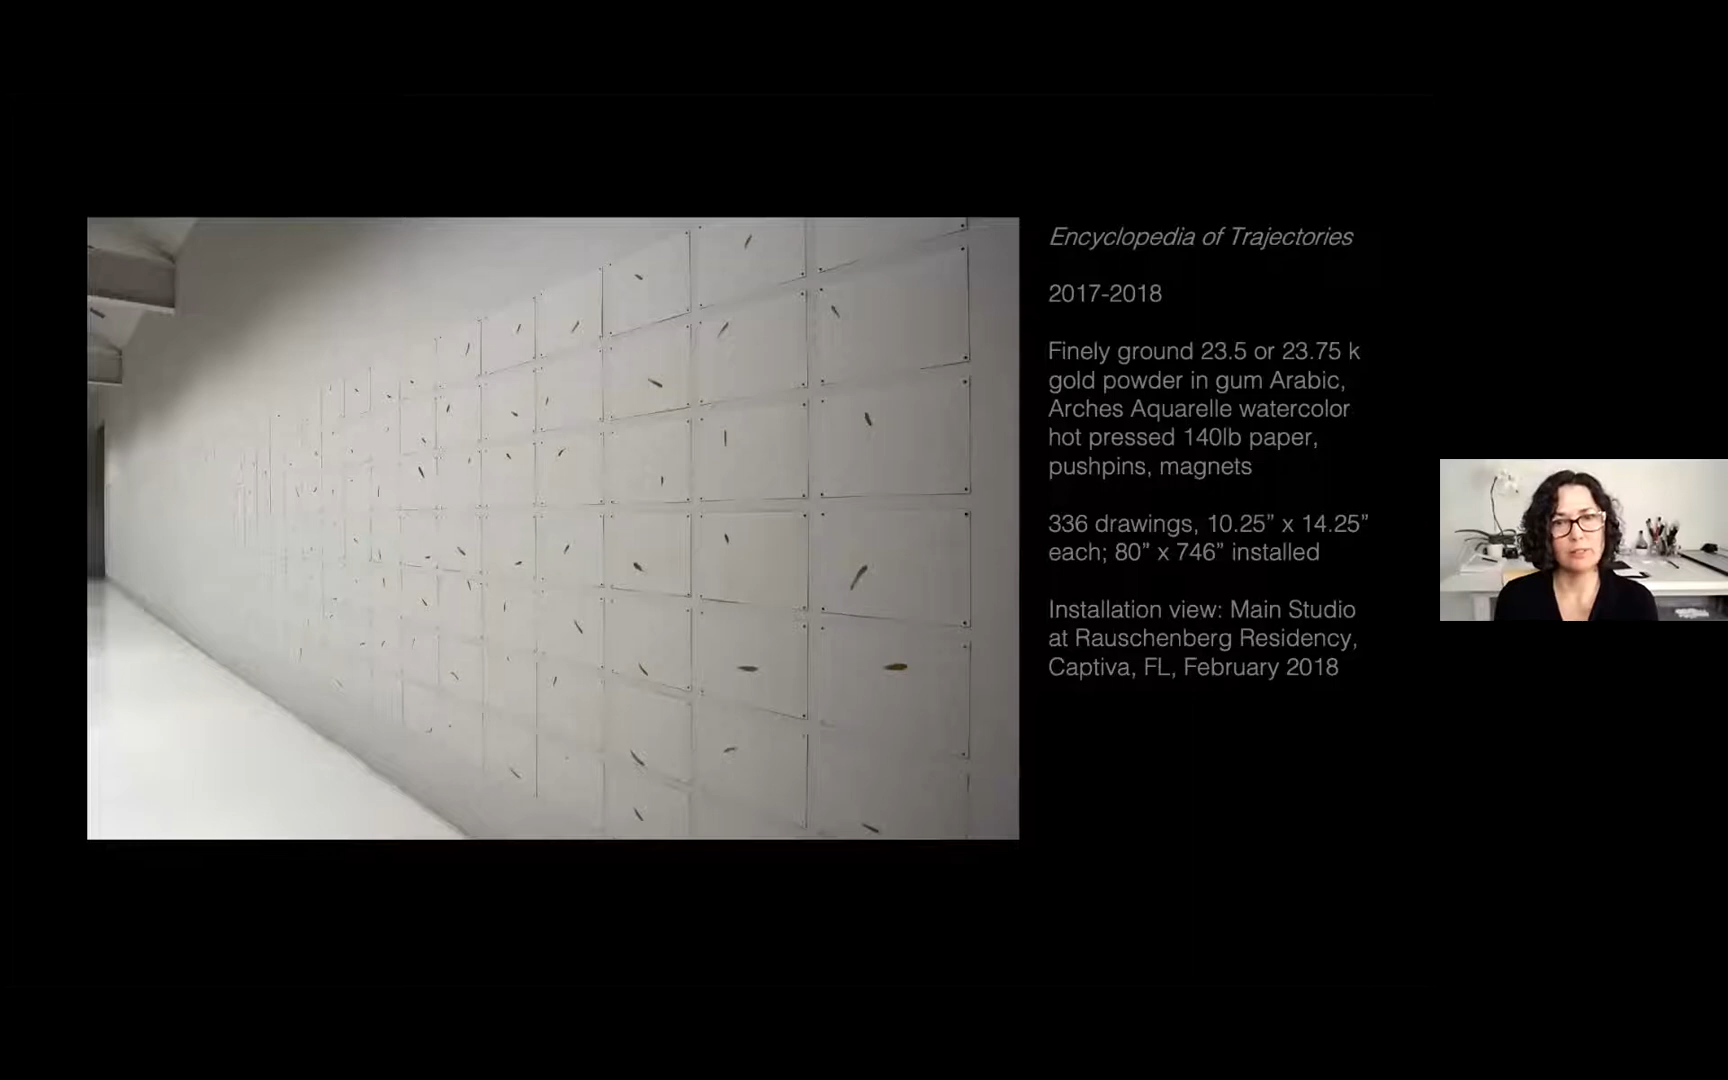 Encyclopedia of Trajectories
2017-2018
Finely ground 23.5 or 23.75 k
gold powder in gum Arabic,
Arches Aquarelle watercolor
hot pressed 140lb paper,
pushpins, magnets
336 drawings, 10.25” x 14.25”
each; 80” x 746” installed
Installation view: Main Studio
at Rauschenberg Residency,
Captiva, FL, February 2018